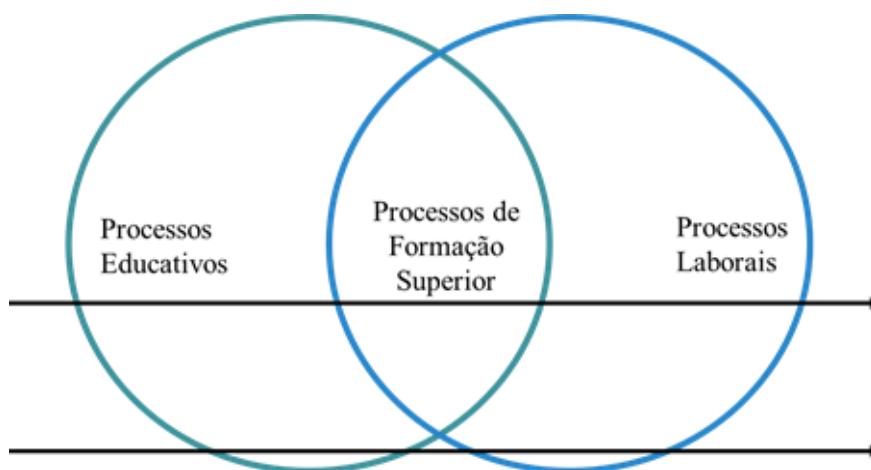 Processos
Educativos
Processos de
Formação
Superior
Processos
Laborais